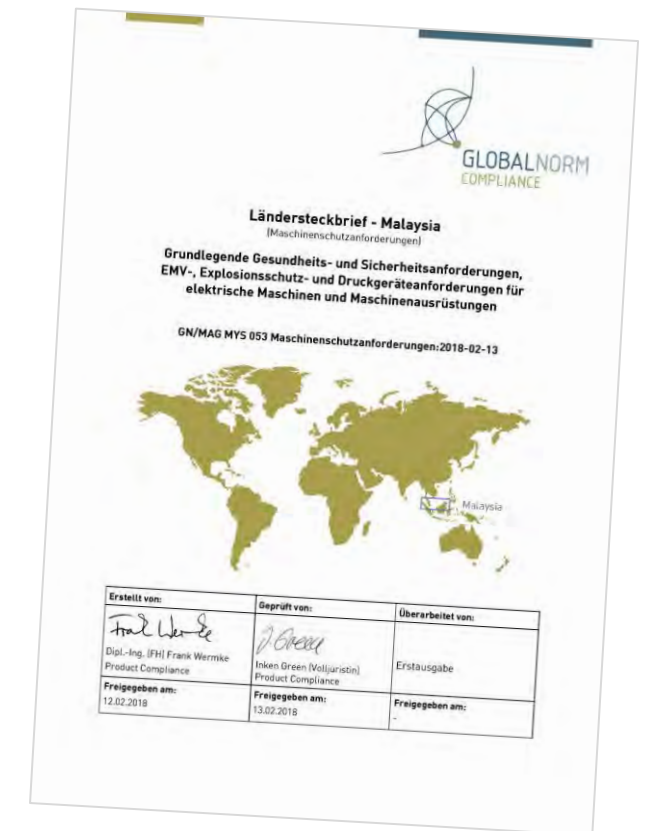 GLOBALNORM
COMPLIANCE
Ländersteckbrief - Malaysia
(Maschinenschutzanforderungen)
Grundlegende Gesundheits- und Sicherheitsanforderungen,
EMV-, Explosionsschutz- und Druckgeräteanforderungen für
elektrische Maschinen und Maschinenausrüstungen
GN/MAG MYS 053 Maschinenschutzanforderungen:2018-02-13
Malaysia
Erstellt von:
Dipl.-Ing. (FH) Frank Wermke
Product Compliance
Freigegeben am:
12.02.2018
Geprüft von:
J. Green
Inken Green (Volljuristin)
Product Compliance
Freigegeben am:
13.02.2018
Überarbeitet von:
Erstausgabe
Freigegeben am:
-